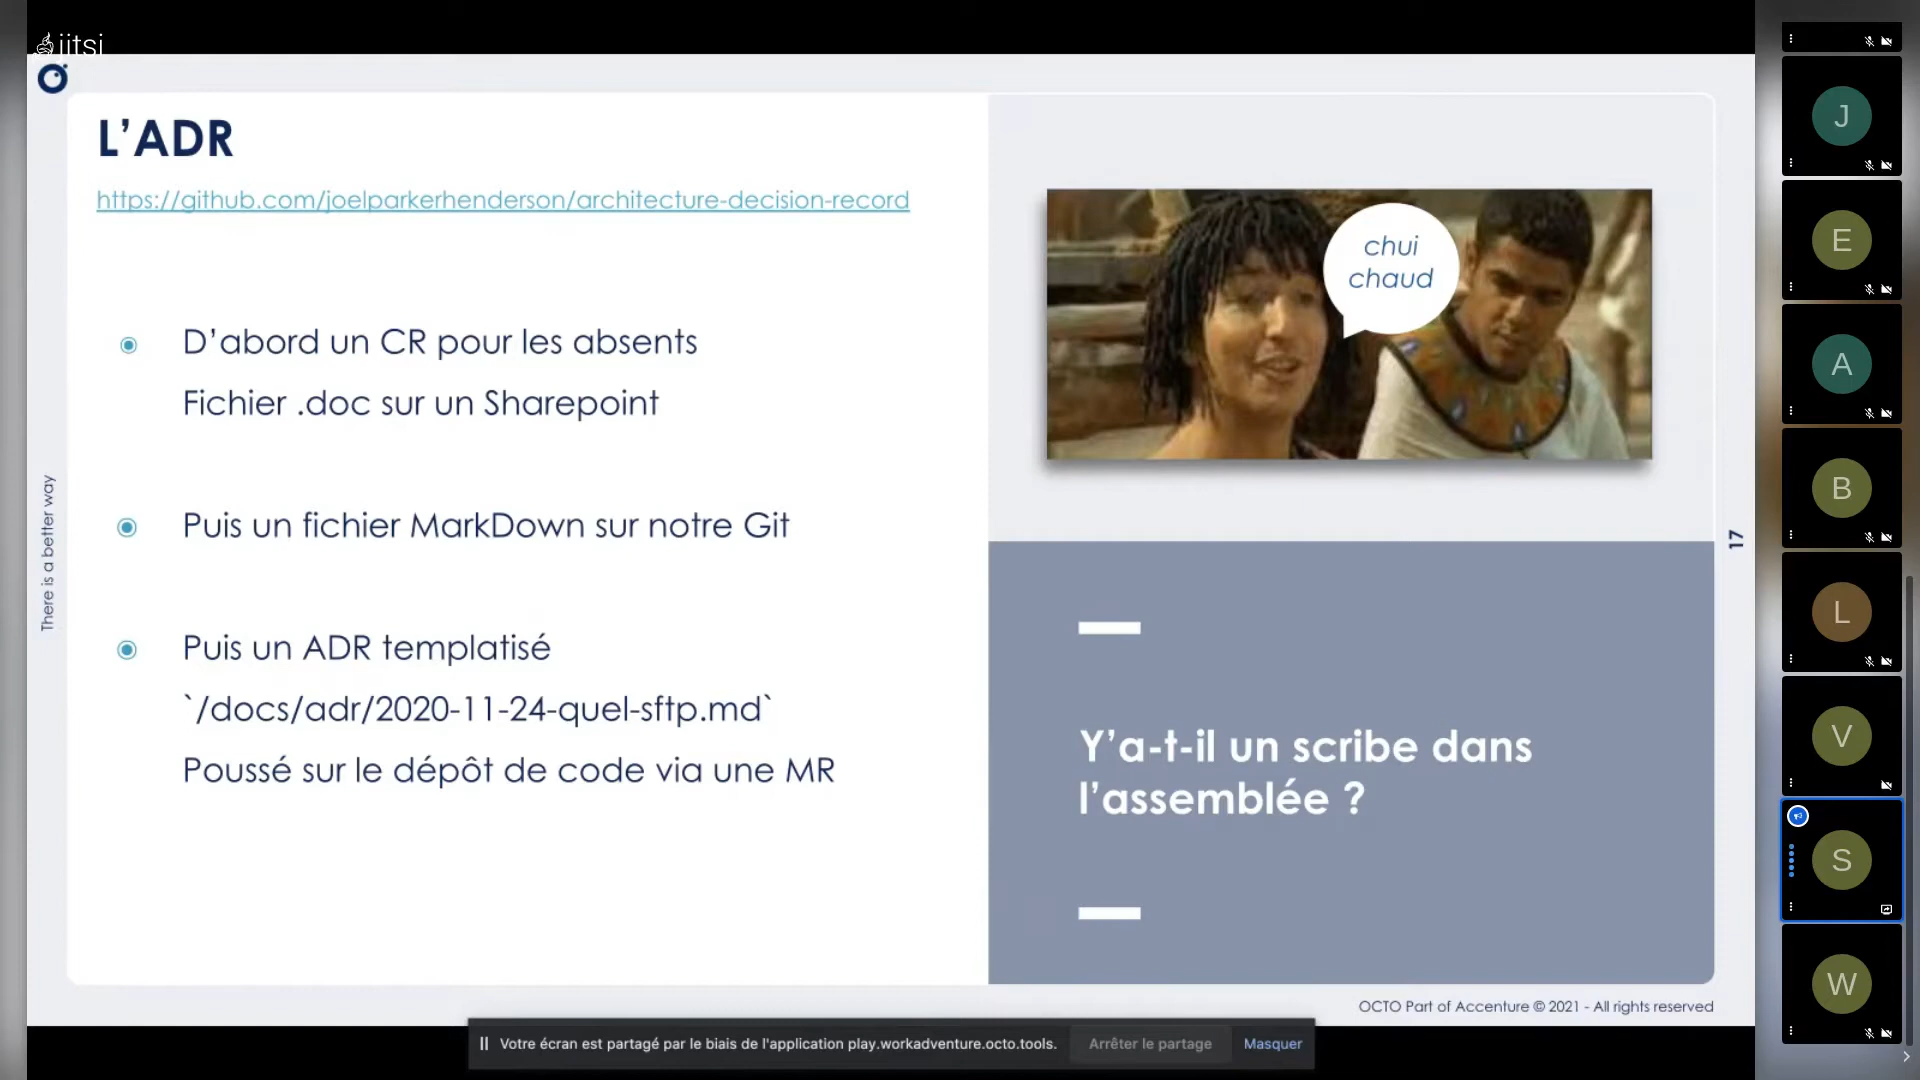 jitsi
L'ADR
https://github.com/joelparkerhenderson/architecture-decision-record
D'abord un CR pour les absents
Fichier .doc sur un Sharepoint
Puis un fichier MarkDown sur notre Git
Puis un ADR templatisé
`/docs/adr/2020-11-24-quel-sftp.md`
Poussé sur le dépôt de code via une MR
chui
chaud
Y'a-t-il un scribe dans
l'assemblée ?
There is a better way
17
OCTO Part of Accenture © 2021 - All rights reserved
Votre écran est partagé par le biais de l'application play.workadventure.octo.tools.
Arrêter le partage
Masquer
J
E
A
B
L
V
S
W